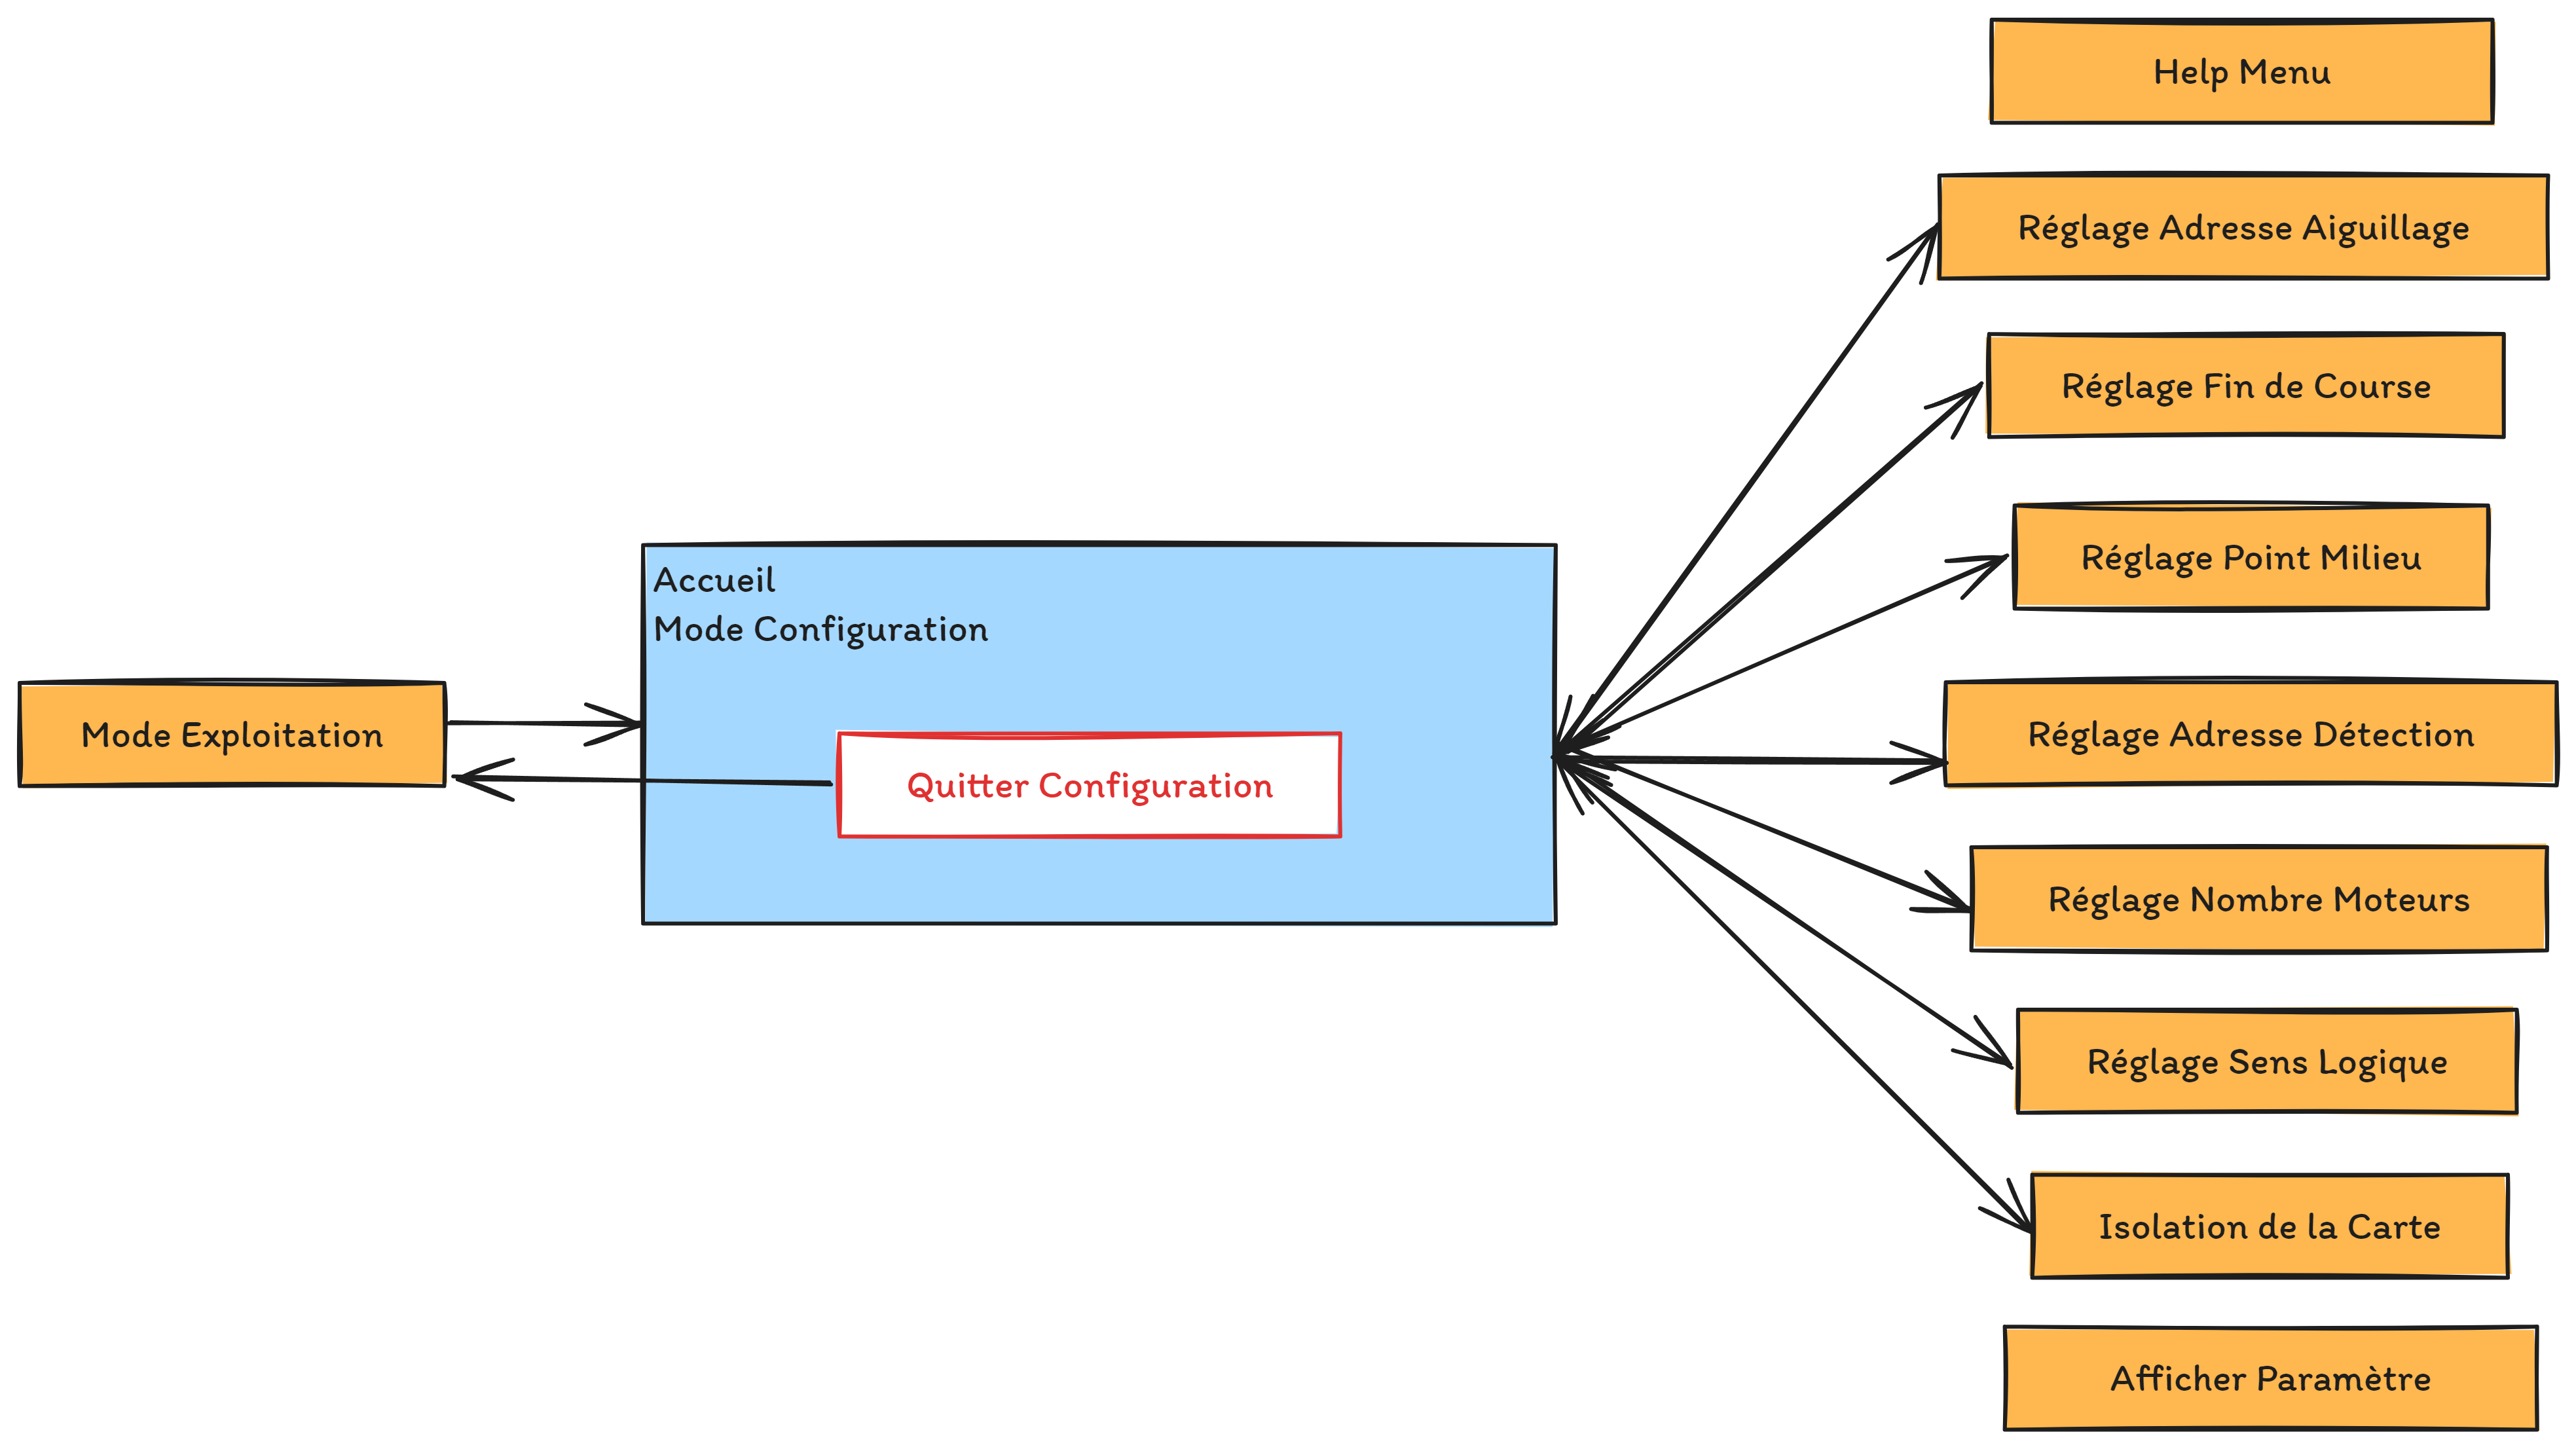 Help Menu
Réglage Adresse Aiguillage
Réglage Fin de Course
Réglage Point Milieu
Accueil
Mode Configuration
Mode Exploitation
Quitter Configuration
Réglage Adresse Détection
Réglage Nombre Moteurs
Réglage Sens Logique
Isolation de la Carte
Afficher Paramètre